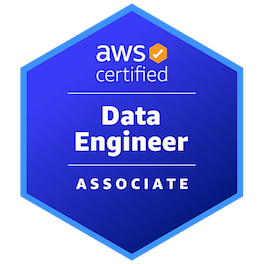 aws
certified
Data
Engineer
ASSOCIATE